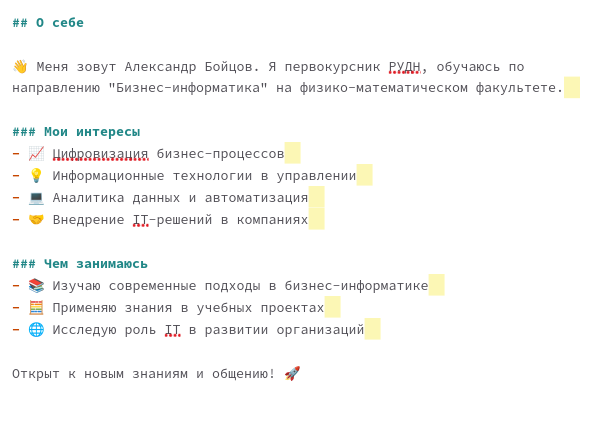 ## О себе
👋 Меня зовут Александр Бойцов. Я первокурсник РУДН, обучаюсь по
направлению "Бизнес-информатика" на физико-математическом факультете.
### Мои интересы
- 📈 Цифровизация бизнес-процессов
- 💡 Информационные технологии в управлении
- 💻 Аналитика данных и автоматизация
- 🤝 Внедрение IT-решений в компаниях
### Чем занимаюсь
- 📚 Изучаю современные подходы в бизнес-информатике
- 🧮 Применяю знания в учебных проектах
- 🌐 Исследую роль IT в развитии организаций
Открыт к новым знаниям и общению! 🚀